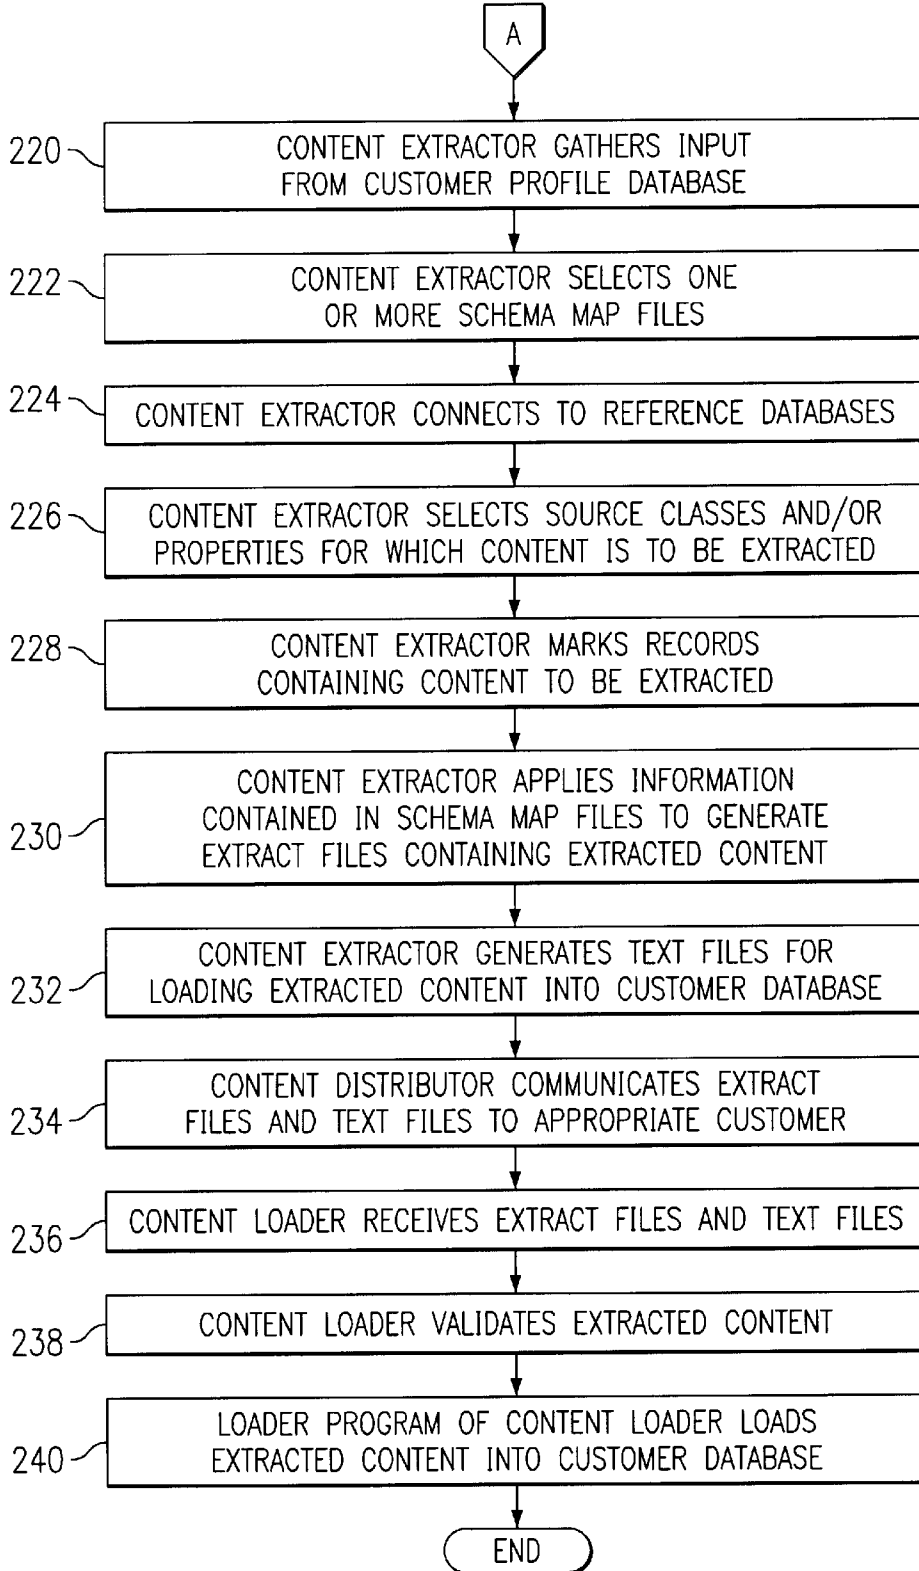 A
220
CONTENT EXTRACTOR GATHERS INPUT
FROM CUSTOMER PROFILE DATABASE
222
CONTENT EXTRACTOR SELECTS ONE
OR MORE SCHEMA MAP FILES
224
CONTENT EXTRACTOR CONNECTS TO REFERENCE DATABASES
226
CONTENT EXTRACTOR SELECTS SOURCE CLASSES AND/OR
PROPERTIES FOR WHICH CONTENT IS TO BE EXTRACTED
228
CONTENT EXTRACTOR MARKS RECORDS
CONTAINING CONTENT TO BE EXTRACTED
230
CONTENT EXTRACTOR APPLIES INFORMATION
CONTAINED IN SCHEMA MAP FILES TO GENERATE
EXTRACT FILES CONTAINING EXTRACTED CONTENT
232
CONTENT EXTRACTOR GENERATES TEXT FILES FOR
LOADING EXTRACTED CONTENT INTO CUSTOMER DATABASE
234
CONTENT DISTRIBUTOR COMMUNICATES EXTRACT
FILES AND TEXT FILES TO APPROPRIATE CUSTOMER
236
CONTENT LOADER RECEIVES EXTRACT FILES AND TEXT FILES
238
CONTENT LOADER VALIDATES EXTRACTED CONTENT
240
LOADER PROGRAM OF CONTENT LOADER LOADS
EXTRACTED CONTENT INTO CUSTOMER DATABASE
END